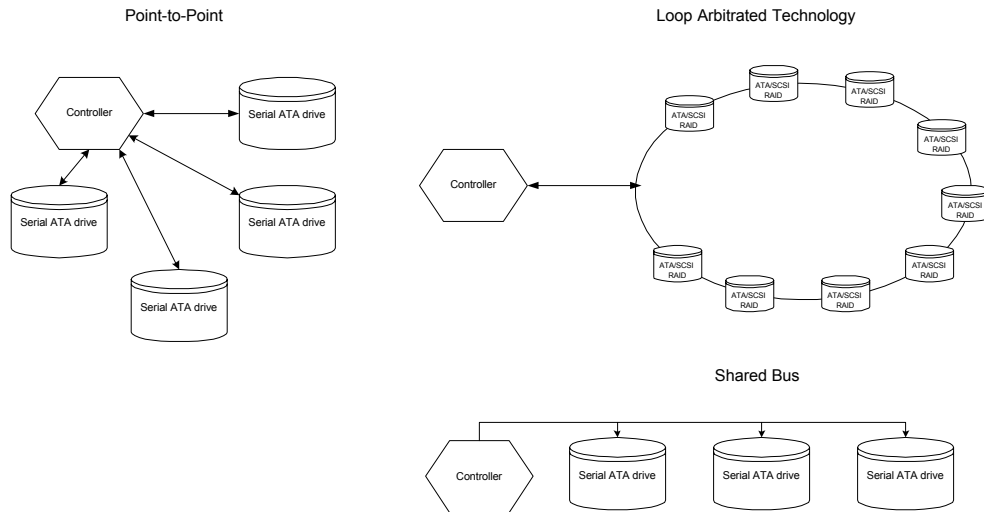 Point-to-Point
Controller
Serial ATA drive
Serial ATA drive
Serial ATA drive
Serial ATA drive
Loop Arbitrated Technology
Controller
ATA/SCSI
RAID
ATA/SCSI
RAID
ATA/SCSI
RAID
ATA/SCSI
RAID
ATA/SCSI
RAID
ATA/SCSI
RAID
ATA/SCSI
RAID
ATA/SCSI
RAID
ATA/SCSI
RAID
Shared Bus
Controller
Serial ATA drive
Serial ATA drive
Serial ATA drive